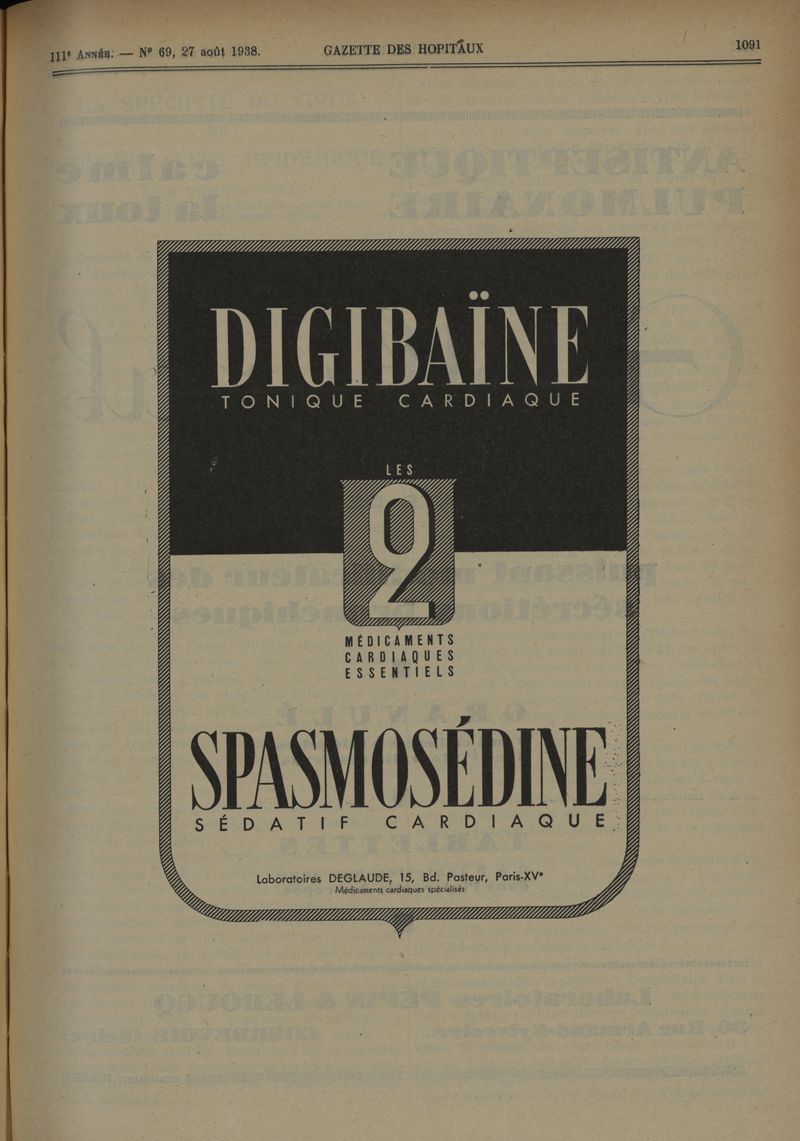 111e ANNÉE. — No 69, 27 août 1938. GAZETTE DES HOPITAUX 1091
DIGIBAÏNE
TONIQUE CARDIAQUE
LES
2
MÉDICAMENTS
CARDIAQUES
ESSENTIELS
SPASMOSÉDINE
SÉDATIF CARDIAQUE
Laboratoires DEGLAUDE, 15, Bd. Pasteur, Paris-XVe
Médicaments cardiaques spécialisés